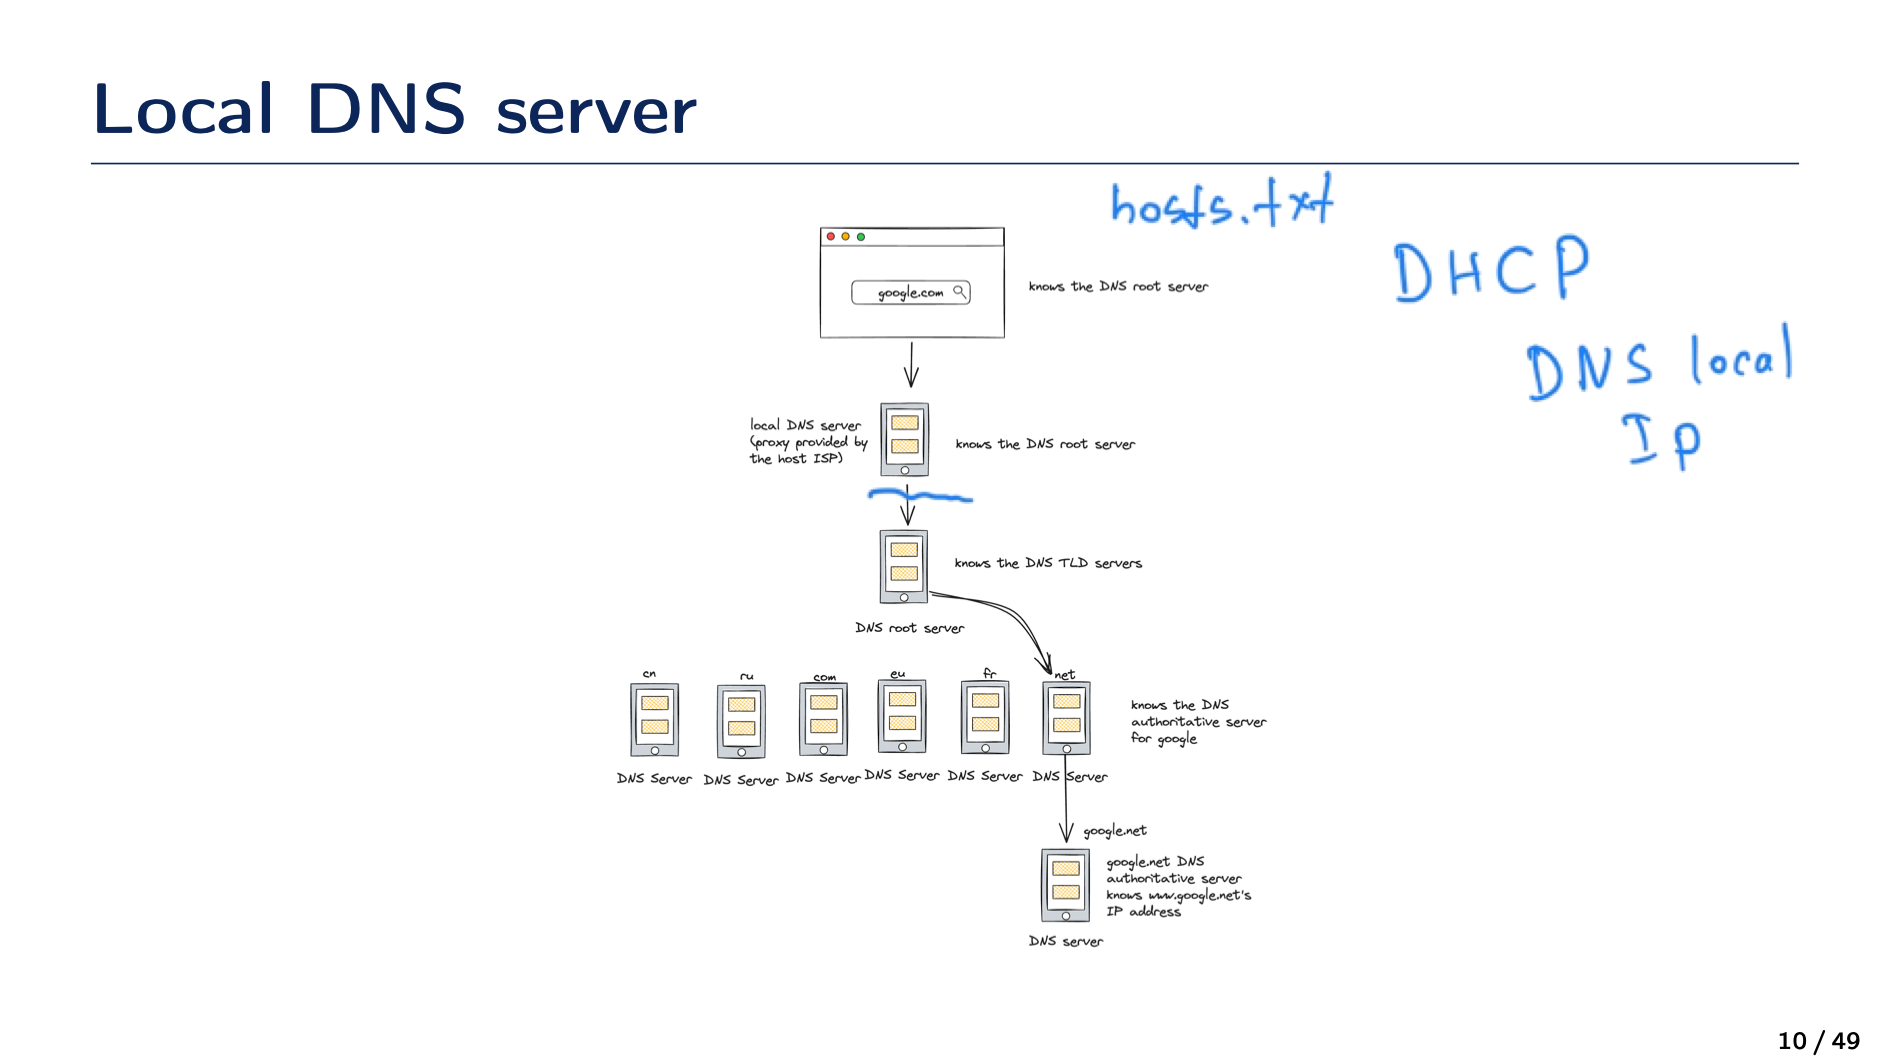 Local DNS server
hosts.txt
DHCP
google.com
knows the DNS root server
DNS local
Ip
local DNS server
(proxy provided by
the host ISP)
knows the DNS root server
knows the DNS TLD servers
DNS root server
cn
ru
com
eu
fr
net
knows the DNS
authoritative server
for google
DNS Server
DNS Server
DNS Server
DNS Server
DNS Server
DNS Server
google.net
google.net DNS
authoritative server
knows www.google.net's
IP address
DNS server
10 / 49